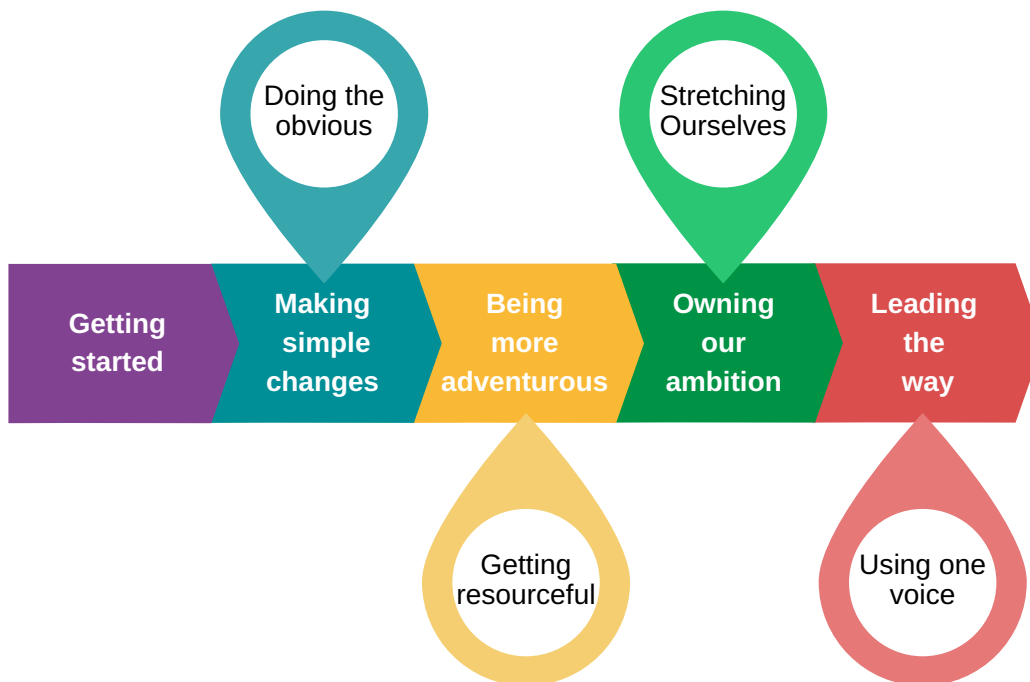 Doing the
obvious
Stretching
Ourselves
Getting
started
Making
simple
changes
Being
more
adventurous
Owning
our
ambition
Leading
the
way
Getting
resourceful
Using one
voice